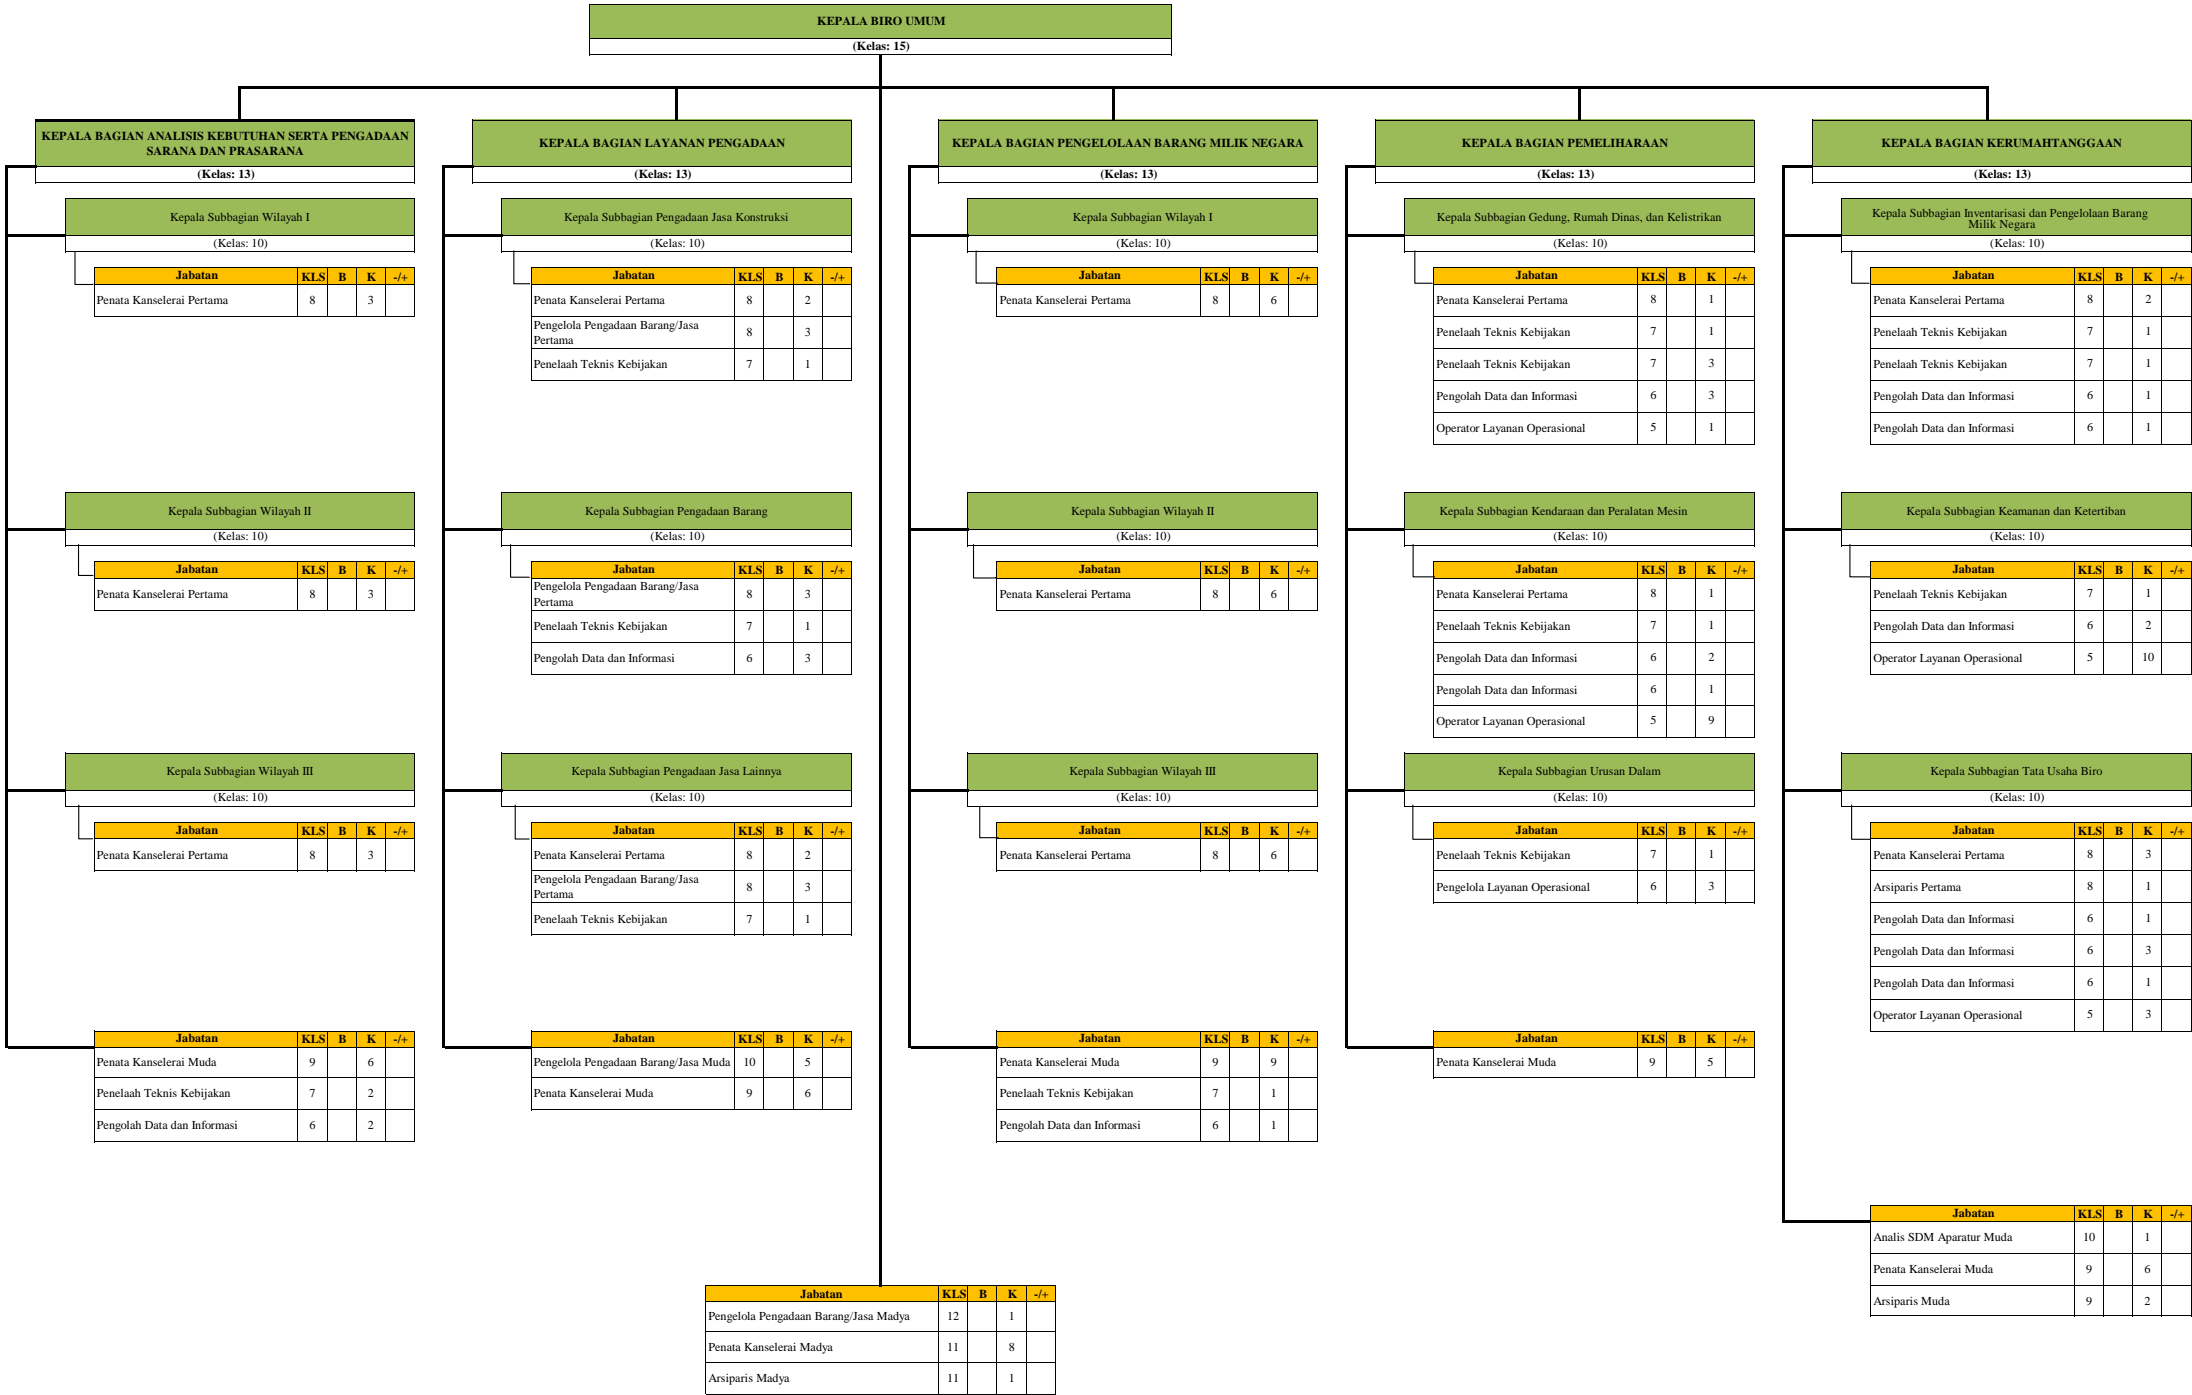 KEPALA BIRO UMUM
(Kelas: 15)
KEPALA BAGIAN ANALISIS KEBUTUHAN SERTA PENGADAAN
SARANA DAN PRASARANA
(Kelas: 13)
Kepala Subbagian Wilayah I
(Kelas: 10)
Jabatan KLS B K -/+
Penata Kanselerai Pertama 8 3
Kepala Subbagian Wilayah II
(Kelas: 10)
Jabatan KLS B K -/+
Penata Kanselerai Pertama 8 3
Kepala Subbagian Wilayah III
(Kelas: 10)
Jabatan KLS B K -/+
Penata Kanselerai Pertama 8 3
Jabatan KLS B K -/+
Penata Kanselerai Muda 9 6
Penelaah Teknis Kebijakan 7 2
Pengolah Data dan Informasi 6 2
KEPALA BAGIAN LAYANAN PENGADAAN
(Kelas: 13)
Kepala Subbagian Pengadaan Jasa Konstruksi
(Kelas: 10)
Jabatan KLS B K -/+
Penata Kanselerai Pertama 8 2
Pengelola Pengadaan Barang/Jasa
Pertama 8 3
Penelaah Teknis Kebijakan 7 1
Kepala Subbagian Pengadaan Barang
(Kelas: 10)
Jabatan KLS B K -/+
Pengelola Pengadaan Barang/Jasa
Pertama 8 3
Penelaah Teknis Kebijakan 7 1
Pengolah Data dan Informasi 6 3
Kepala Subbagian Pengadaan Jasa Lainnya
(Kelas: 10)
Jabatan KLS B K -/+
Penata Kanselerai Pertama 8 2
Pengelola Pengadaan Barang/Jasa
Pertama 8 3
Penelaah Teknis Kebijakan 7 1
Jabatan KLS B K -/+
Pengelola Pengadaan Barang/Jasa Muda 10 5
Penata Kanselerai Muda 9 6
KEPALA BAGIAN PENGELOLAAN BARANG MILIK NEGARA
(Kelas: 13)
Kepala Subbagian Wilayah I
(Kelas: 10)
Jabatan KLS B K -/+
Penata Kanselerai Pertama 8 6
Kepala Subbagian Wilayah II
(Kelas: 10)
Jabatan KLS B K -/+
Penata Kanselerai Pertama 8 6
Kepala Subbagian Wilayah III
(Kelas: 10)
Jabatan KLS B K -/+
Penata Kanselerai Pertama 8 6
Jabatan KLS B K -/+
Penata Kanselerai Muda 9 9
Penelaah Teknis Kebijakan 7 1
Pengolah Data dan Informasi 6 1
KEPALA BAGIAN PEMELIHARAAN
(Kelas: 13)
Kepala Subbagian Gedung, Rumah Dinas, dan Kelistrikan
(Kelas: 10)
Jabatan KLS B K -/+
Penata Kanselerai Pertama 8 1
Penelaah Teknis Kebijakan 7 1
Penelaah Teknis Kebijakan 7 3
Pengolah Data dan Informasi 6 3
Operator Layanan Operasional 5 1
Kepala Subbagian Kendaraan dan Peralatan Mesin
(Kelas: 10)
Jabatan KLS B K -/+
Penata Kanselerai Pertama 8 1
Penelaah Teknis Kebijakan 7 1
Pengolah Data dan Informasi 6 2
Pengolah Data dan Informasi 6 1
Operator Layanan Operasional 5 9
Kepala Subbagian Urusan Dalam
(Kelas: 10)
Jabatan KLS B K -/+
Penelaah Teknis Kebijakan 7 1
Pengelola Layanan Operasional 6 3
Jabatan KLS B K -/+
Penata Kanselerai Muda 9 5
KEPALA BAGIAN KERUMAHTANGGAAN
(Kelas: 13)
Kepala Subbagian Inventarisasi dan Pengelolaan Barang
Milik Negara
(Kelas: 10)
Jabatan KLS B K -/+
Penata Kanselerai Pertama 8 2
Penelaah Teknis Kebijakan 7 1
Penelaah Teknis Kebijakan 7 1
Pengolah Data dan Informasi 6 1
Pengolah Data dan Informasi 6 1
Kepala Subbagian Keamanan dan Ketertiban
(Kelas: 10)
Jabatan KLS B K -/+
Penelaah Teknis Kebijakan 7 1
Pengolah Data dan Informasi 6 2
Operator Layanan Operasional 5 10
Kepala Subbagian Tata Usaha Biro
(Kelas: 10)
Jabatan KLS B K -/+
Penata Kanselerai Pertama 8 3
Arsiparis Pertama 8 1
Pengolah Data dan Informasi 6 1
Pengolah Data dan Informasi 6 3
Pengolah Data dan Informasi 6 1
Operator Layanan Operasional 5 3
Jabatan KLS B K -/+
Analis SDM Aparatur Muda 10 1
Penata Kanselerai Muda 9 6
Arsiparis Muda 9 2
Jabatan KLS B K -/+
Pengelola Pengadaan Barang/Jasa Madya 12 1
Penata Kanselerai Madya 11 8
Arsiparis Madya 11 1